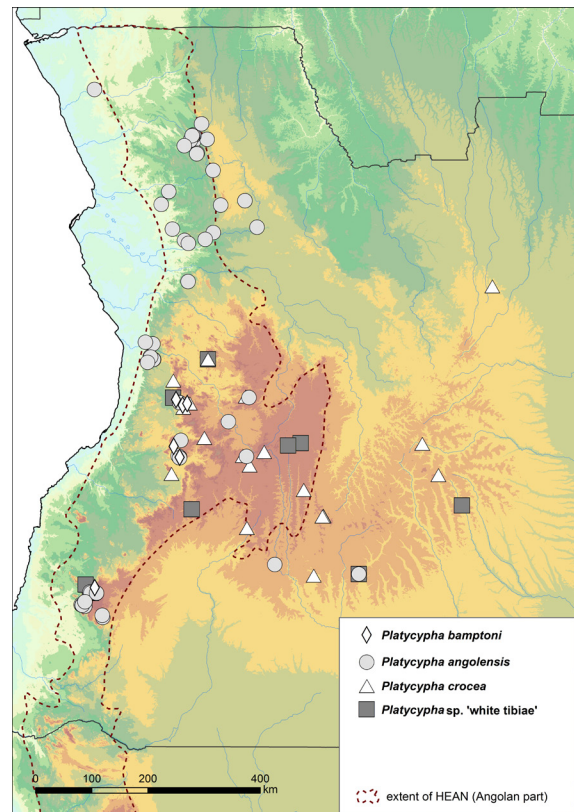 Platycypha bamptoni
Platycypha angolensis
Platycypha crocea
Platycypha sp. 'white tibiae'
0 100 200 400
km
extent of HEAN (Angolan part)